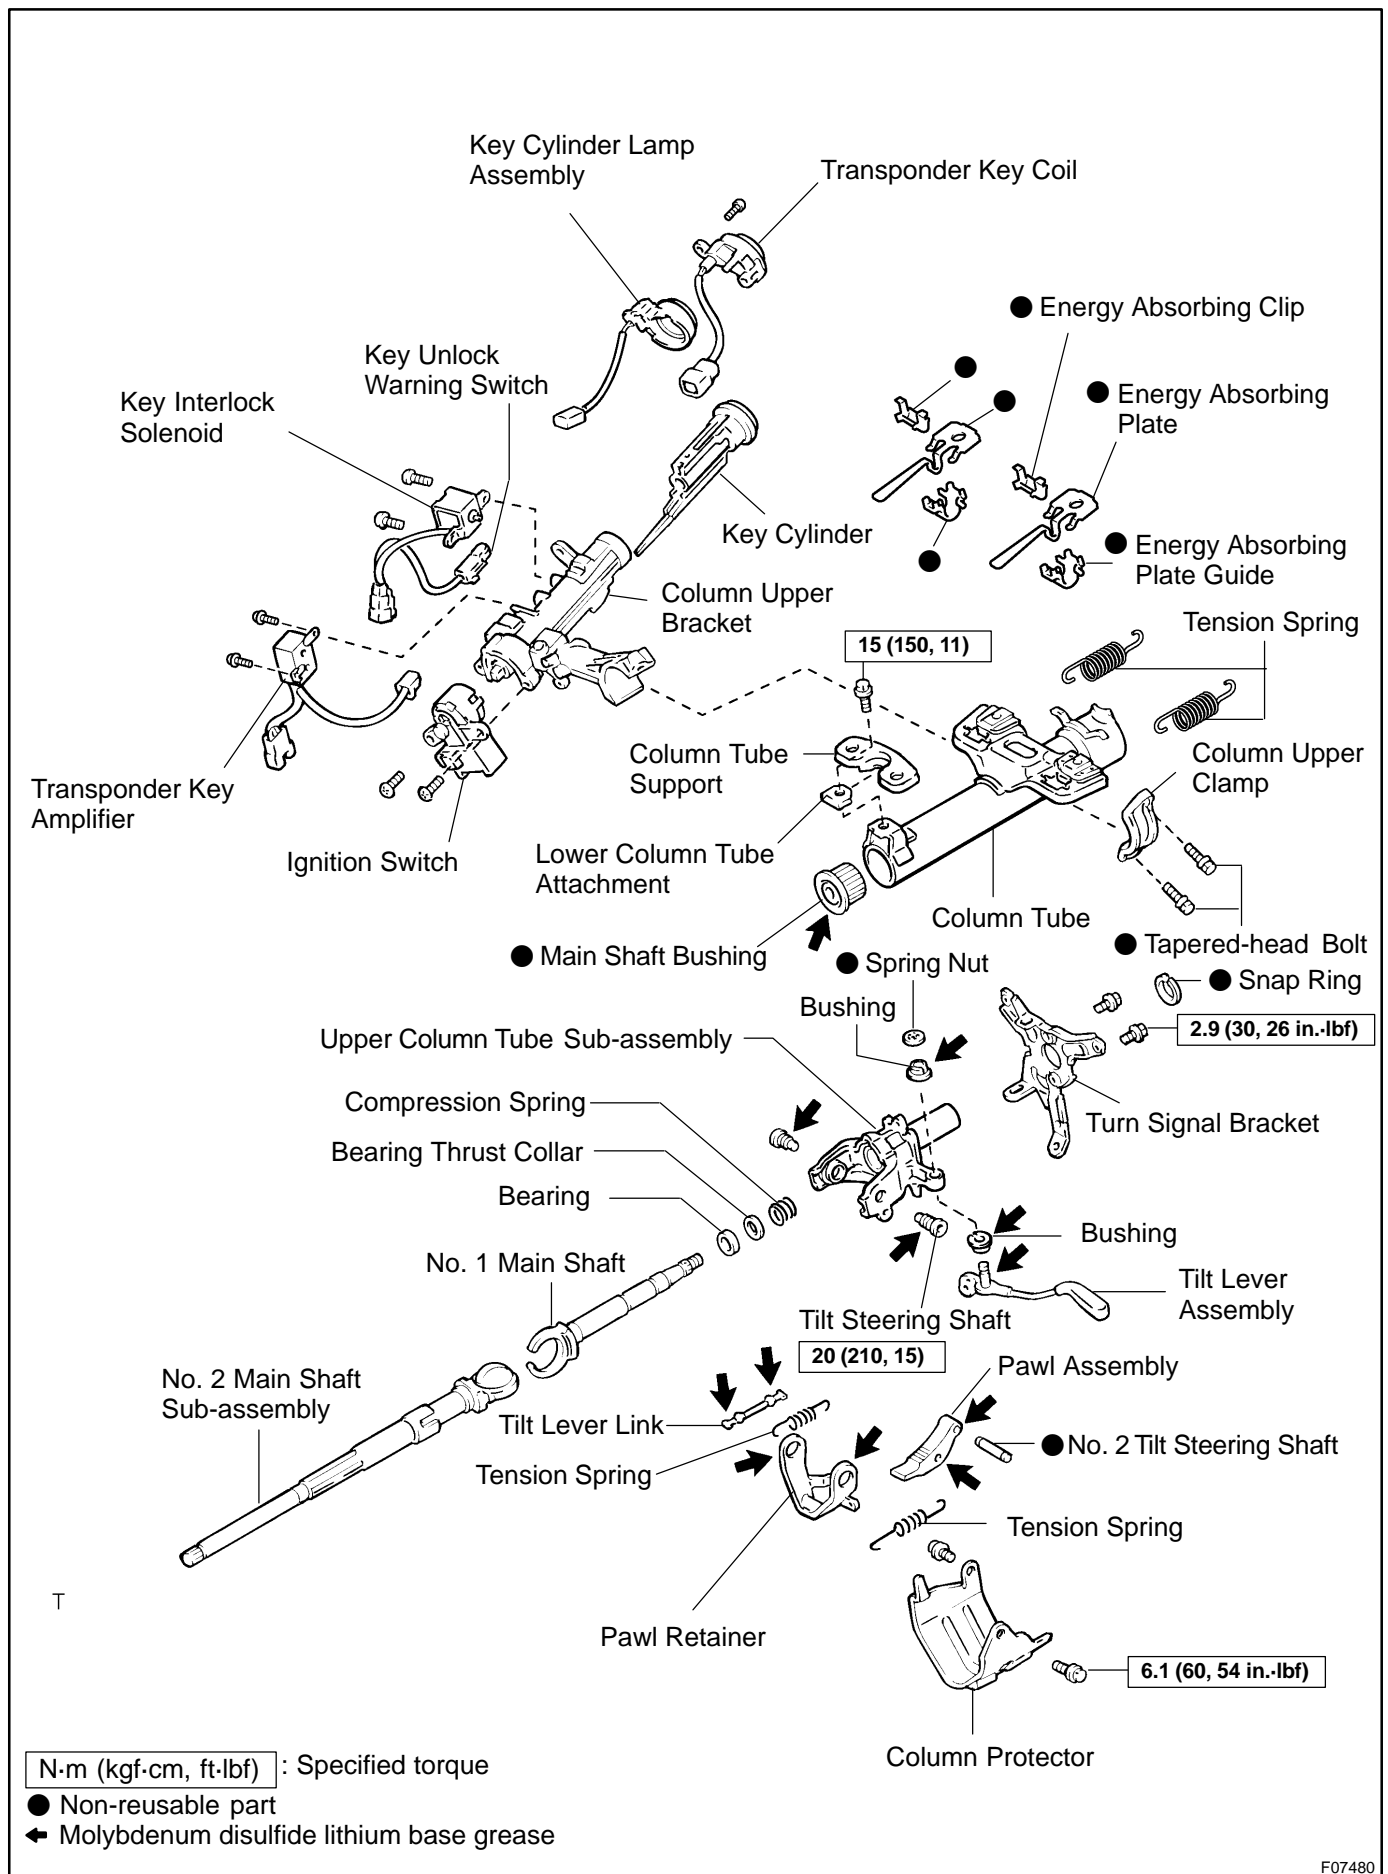 Key Cylinder Lamp
Assembly
Transponder Key Coil
● Energy Absorbing Clip
Key Unlock
Warning Switch
Key Interlock
Solenoid
● Energy Absorbing
Plate
Key Cylinder
● Energy Absorbing
Plate Guide
Column Upper
Bracket
Tension Spring
15 (150, 11)
Column Tube
Support
Column Upper
Clamp
Transponder Key
Amplifier
Ignition Switch
Lower Column Tube
Attachment
Column Tube
● Main Shaft Bushing
● Tapered-head Bolt
● Spring Nut
● Snap Ring
Bushing
2.9 (30, 26 in.·lbf)
Upper Column Tube Sub-assembly
Compression Spring
Turn Signal Bracket
Bearing Thrust Collar
Bearing
Bushing
No. 1 Main Shaft
Tilt Lever
Assembly
Tilt Steering Shaft
20 (210, 15)
Pawl Assembly
No. 2 Main Shaft
Sub-assembly
Tilt Lever Link
● No. 2 Tilt Steering Shaft
Tension Spring
Tension Spring
T
Pawl Retainer
6.1 (60, 54 in.·lbf)
Column Protector
N·m (kgf·cm, ft·lbf) : Specified torque
● Non-reusable part
← Molybdenum disulfide lithium base grease
F07480